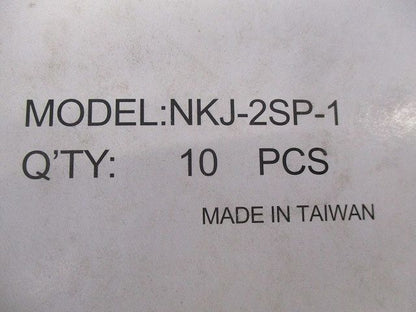 MODEL:NKJ-2SP-1
Q'TY: 10 PCS
MADE IN TAIWAN